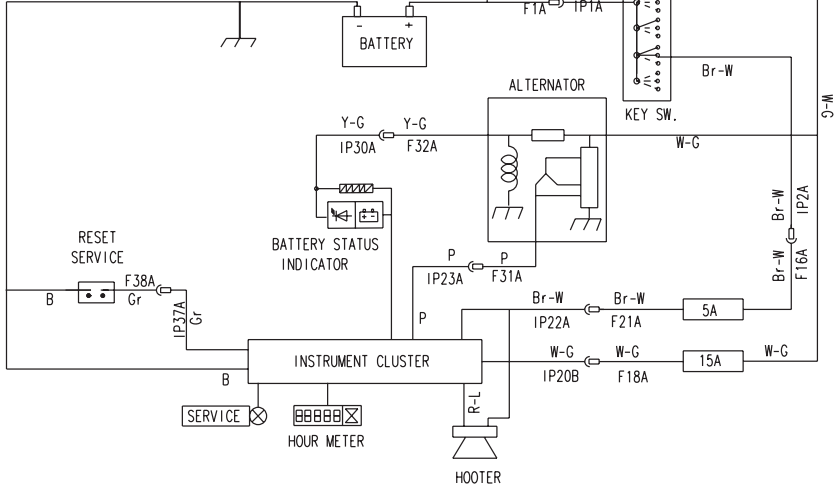 F1A
IP1A
-
+
BATTERY
Br-W
ALTERNATOR
KEY SW.
W-G
Y-G
Y-G
IP30A
F32A
W-G
Br-W
IP2A
RESET
SERVICE
BATTERY STATUS
INDICATOR
P
P
IP23A
F31A
Br-W
F16A
F38A
B
Gr
IP37A
Gr
P
Br-W
Br-W
5A
IP22A
F21A
INSTRUMENT CLUSTER
W-G
W-G
15A
W-G
IP20B
F18A
B
R-L
SERVICE
88888
HOUR METER
HOOTER